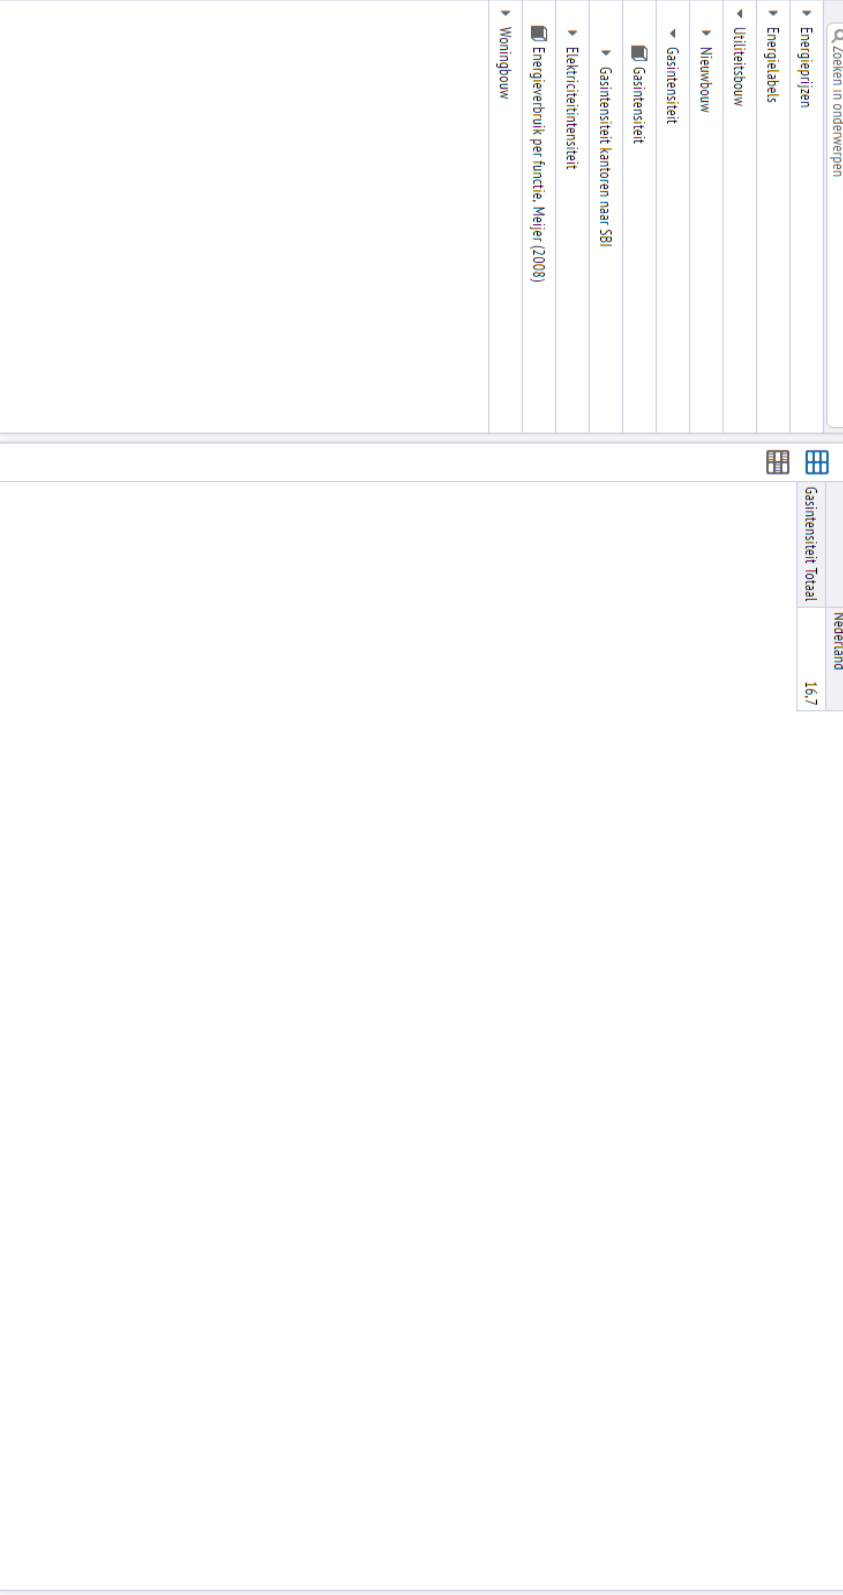 Zoeken in onderwerpen
Energieprijzen
Energielabels
Utiliteitsbouw
Nieuwbouw
Gasintensiteit
Gasintensiteit
Gasintensiteit kantoren naar SBI
Elektriciteitintensiteit
Energieverbruik per functie, Meijer (2008)
Woningbouw
Nederland
Gasintensiteit Totaal 16,7